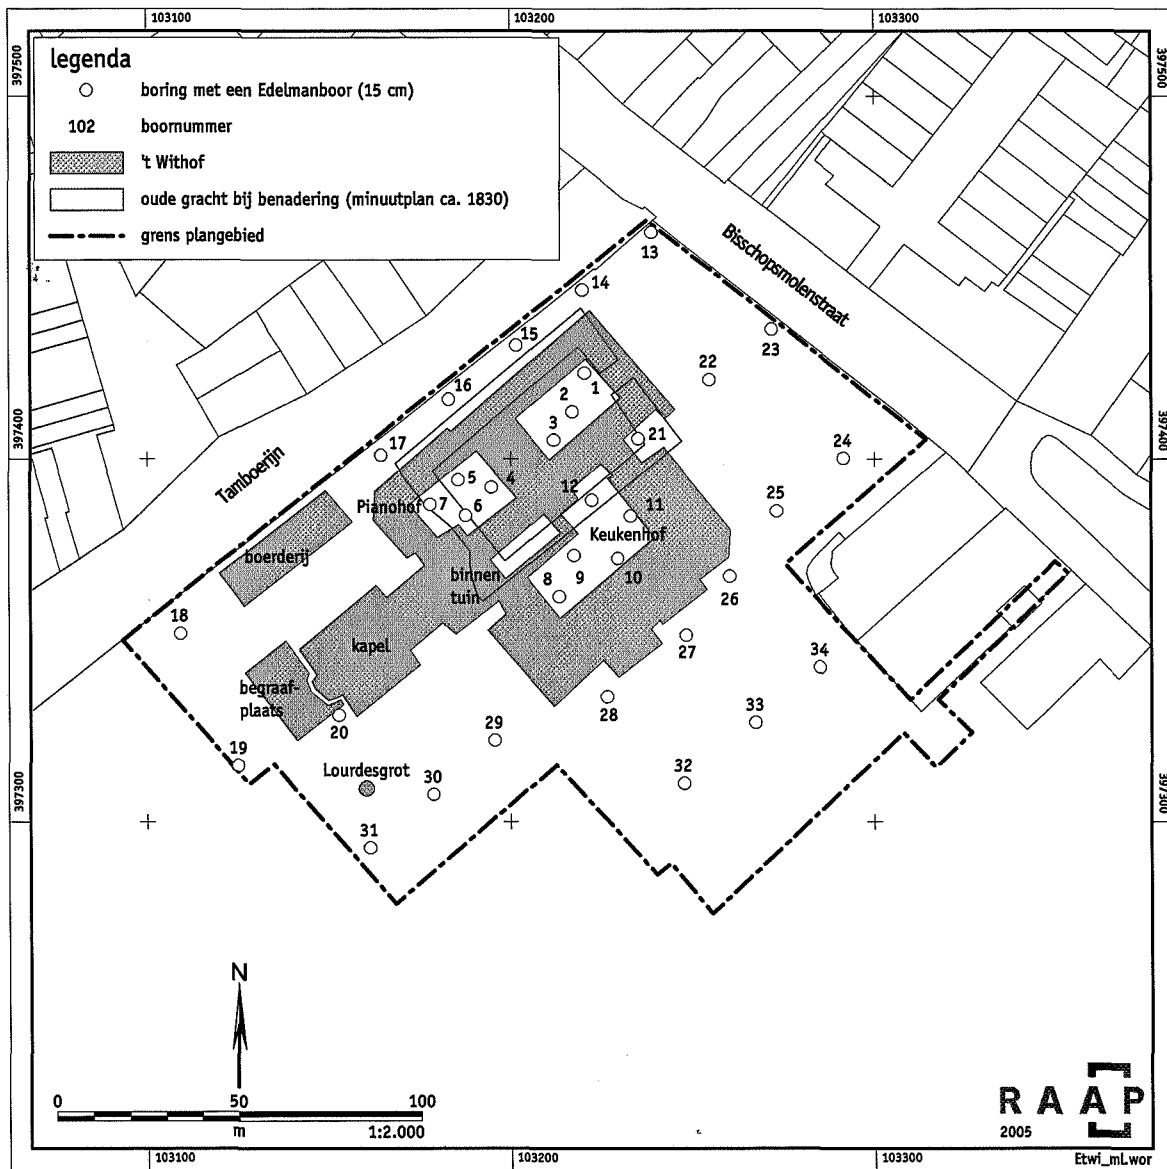 103100
103200
103300
397500
397500
legenda
boring met een Edelmanboor (15 cm)
102 boornummer
't Withof
oude gracht bij benadering (minuutplan ca. 1830)
grens plangebied
Bisschopsmolenstraat
13
14
15
23
22
16
1
2
3
21
24
397400
397400
17
Tamboerijn
5
4
12
25
Pianohof
7
6
11
Keukenhof
boerderij
binnen
tuin
9
10
8
26
18
27
kapel
34
begraaf-
plaats
20
28
33
29
19
Lourdesgrot
30
32
397300
397300
31
N
0
50
100
m
1:2.000
RAAP
2005
103100
103200
103300
Etwi_ml.wor